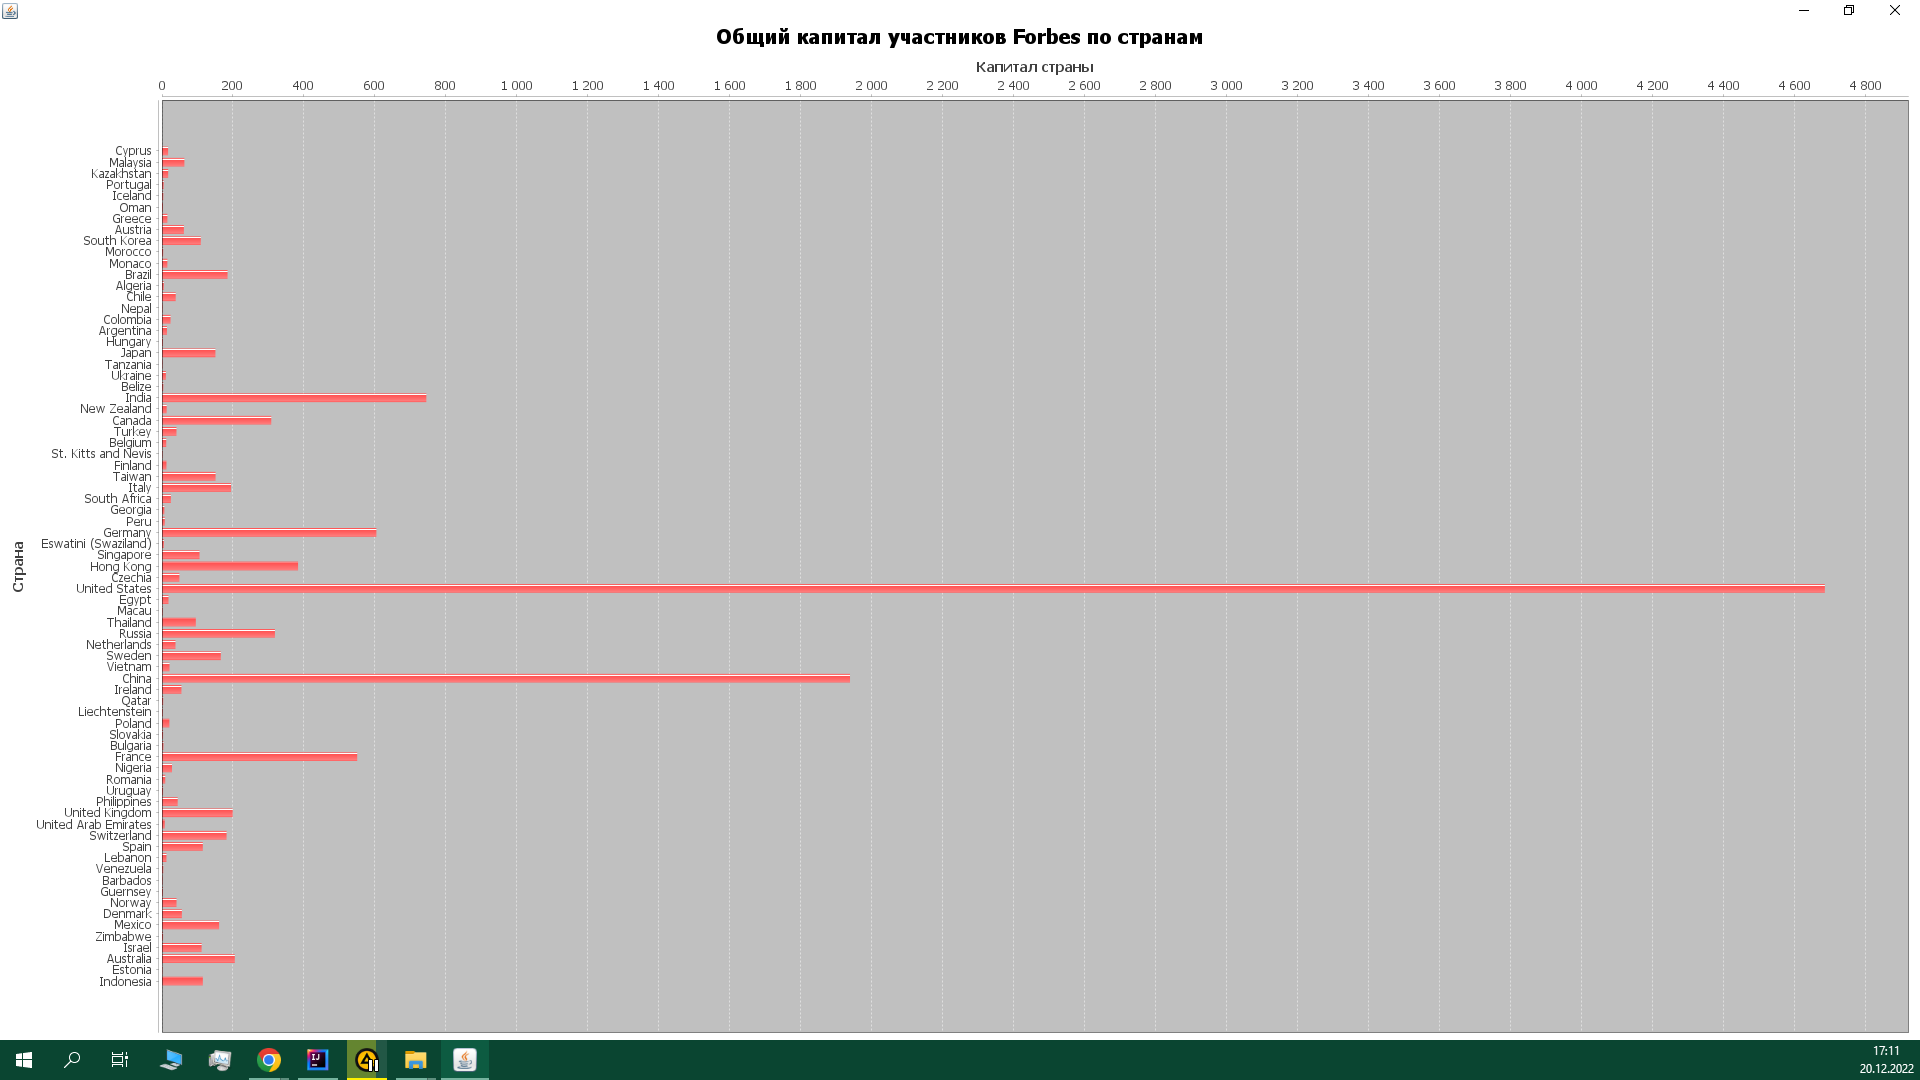 Общий капитал участников Forbes по странам
Капитал страны
0 200 400 600 800 1 000 1 200 1 400 1 600 1 800 2 000 2 200 2 400 2 600 2 800 3 000 3 200 3 400 3 600 3 800 4 000 4 200 4 400 4 600 4 800
Страна
Cyprus
Malaysia
Kazakhstan
Portugal
Iceland
Oman
Greece
Austria
South Korea
Morocco
Monaco
Brazil
Algeria
Chile
Nepal
Colombia
Argentina
Hungary
Japan
Tanzania
Ukraine
Belize
India
New Zealand
Canada
Turkey
Belgium
St. Kitts and Nevis
Finland
Taiwan
Italy
South Africa
Georgia
Peru
Germany
Eswatini (Swaziland)
Singapore
Hong Kong
Czechia
United States
Egypt
Macau
Thailand
Russia
Netherlands
Sweden
Vietnam
China
Ireland
Qatar
Liechtenstein
Poland
Slovakia
Bulgaria
France
Nigeria
Romania
Uruguay
Philippines
United Kingdom
United Arab Emirates
Switzerland
Spain
Lebanon
Venezuela
Barbados
Guernsey
Norway
Denmark
Mexico
Zimbabwe
Israel
Australia
Estonia
Indonesia
17:11
20.12.2022